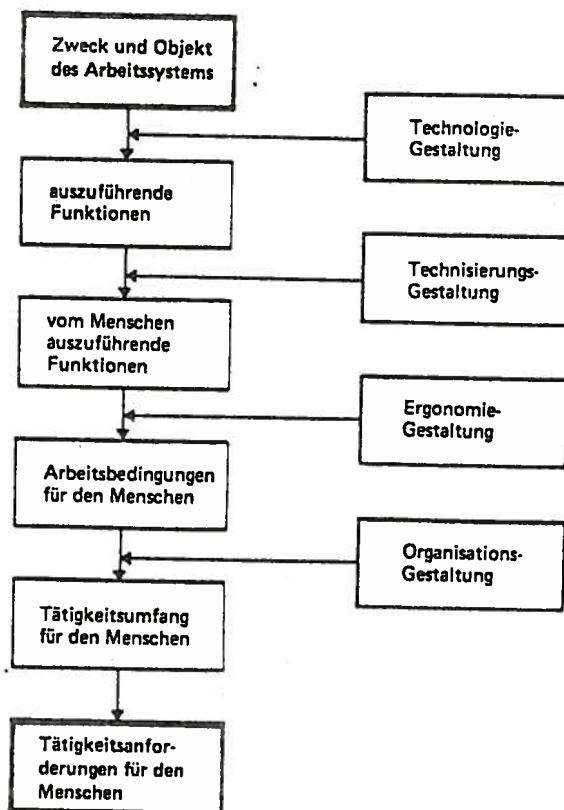 Zweck und Objekt
des Arbeitssystems
Technologie-
Gestaltung
auszuführende
Funktionen
Technisierungs-
Gestaltung
vom Menschen
auszuführende
Funktionen
Ergonomie-
Gestaltung
Arbeitsbedingungen
für den Menschen
Organisations-
Gestaltung
Tätigkeitsumfang
für den Menschen
Tätigkeitsanfor-
derungen für den
Menschen